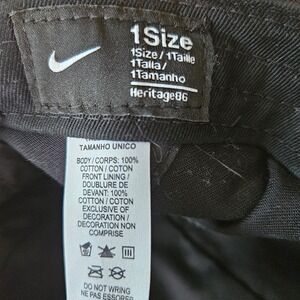 1Size
1Size/1Taille
1Talla/
1Tamanho
Heritage86
TAMANHO UNICO
BODY / CORPS: 100%
COTTON / COTON
FRONT LINING /
DOUBLURE DE
DEVANT: 100%
COTTON / COTON
EXCLUSIVE OF
DECORATION /
DECORATION NON
COMPRISE
DO NOT WRING
NE PAS ESSORER